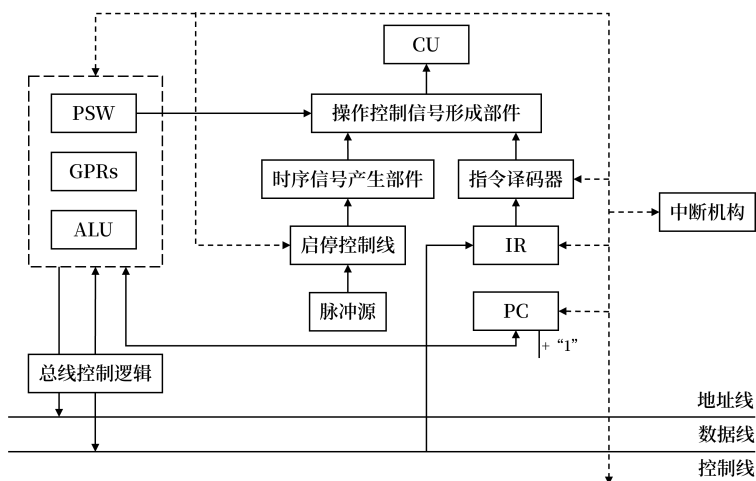 CU
PSW
操作控制信号形成部件
GPRs
时序信号产生部件
指令译码器
中断机构
ALU
启停控制线
IR
脉冲源
PC
+ “1”
总线控制逻辑
地址线
数据线
控制线